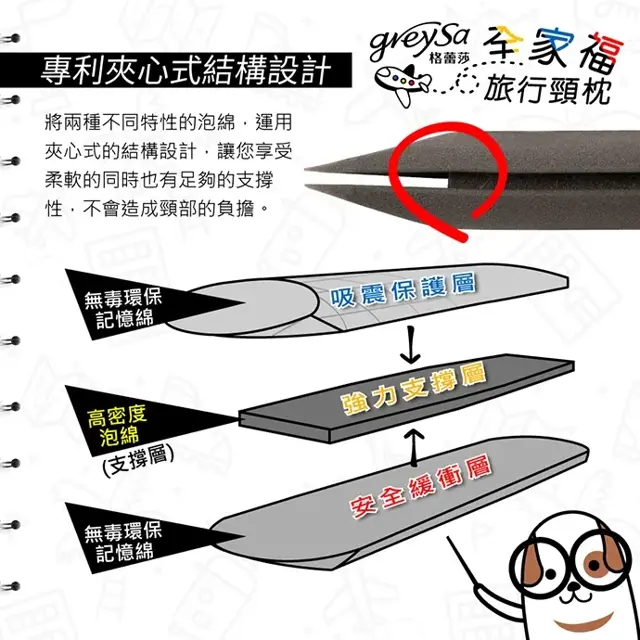 專利夾心式結構設計
greySa
格蕾莎
全家福
旅行頸枕
將兩種不同特性的泡綿，運用
夾心式的結構設計，讓您享受
柔軟的同時也有足夠的支撐
性，不會造成頸部的負擔。
無毒環保
記憶綿
吸震保護層
高密度
泡綿
(支撐層)
強力支撐層
無毒環保
記憶綿
安全緩衝層